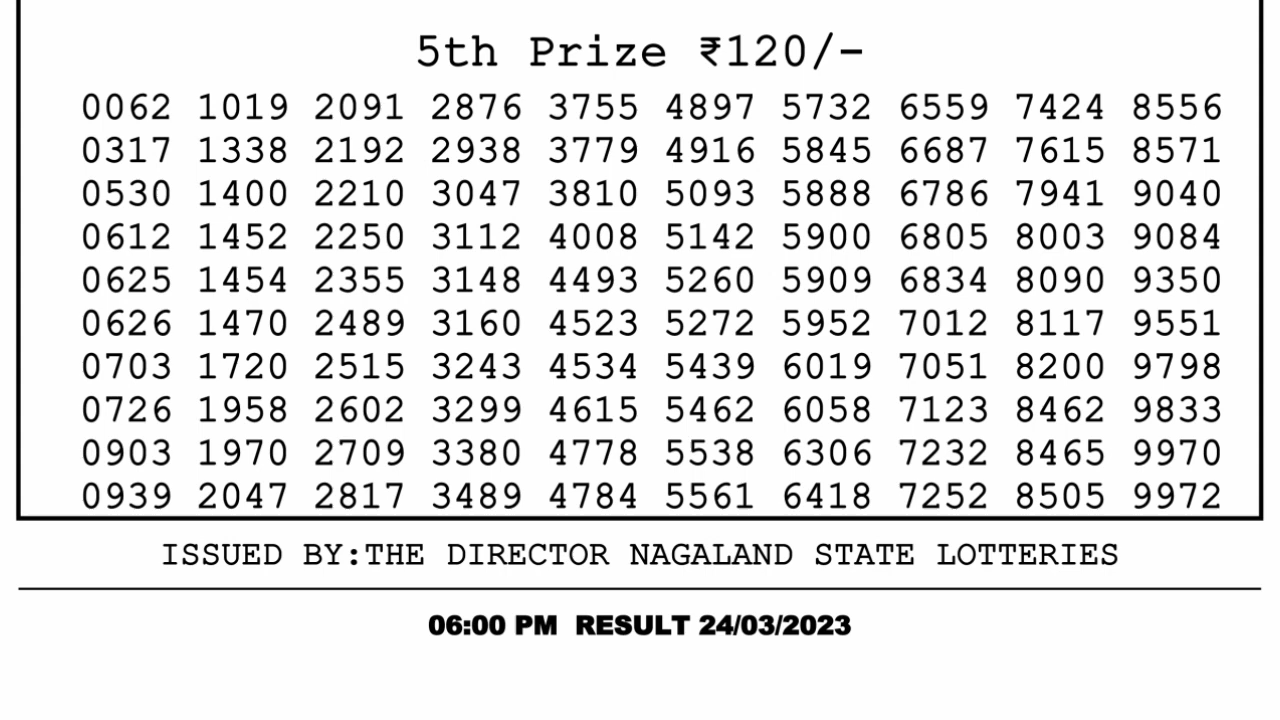 5th Prize ₹120/-
0062 1019 2091 2876 3755 4897 5732 6559 7424 8556
0317 1338 2192 2938 3779 4916 5845 6687 7615 8571
0530 1400 2210 3047 3810 5093 5888 6786 7941 9040
0612 1452 2250 3112 4008 5142 5900 6805 8003 9084
0625 1454 2355 3148 4493 5260 5909 6834 8090 9350
0626 1470 2489 3160 4523 5272 5952 7012 8117 9551
0703 1720 2515 3243 4534 5439 6019 7051 8200 9798
0726 1958 2602 3299 4615 5462 6058 7123 8462 9833
0903 1970 2709 3380 4778 5538 6306 7232 8465 9970
0939 2047 2817 3489 4784 5561 6418 7252 8505 9972
ISSUED BY:THE DIRECTOR NAGALAND STATE LOTTERIES
06:00 PM RESULT 24/03/2023